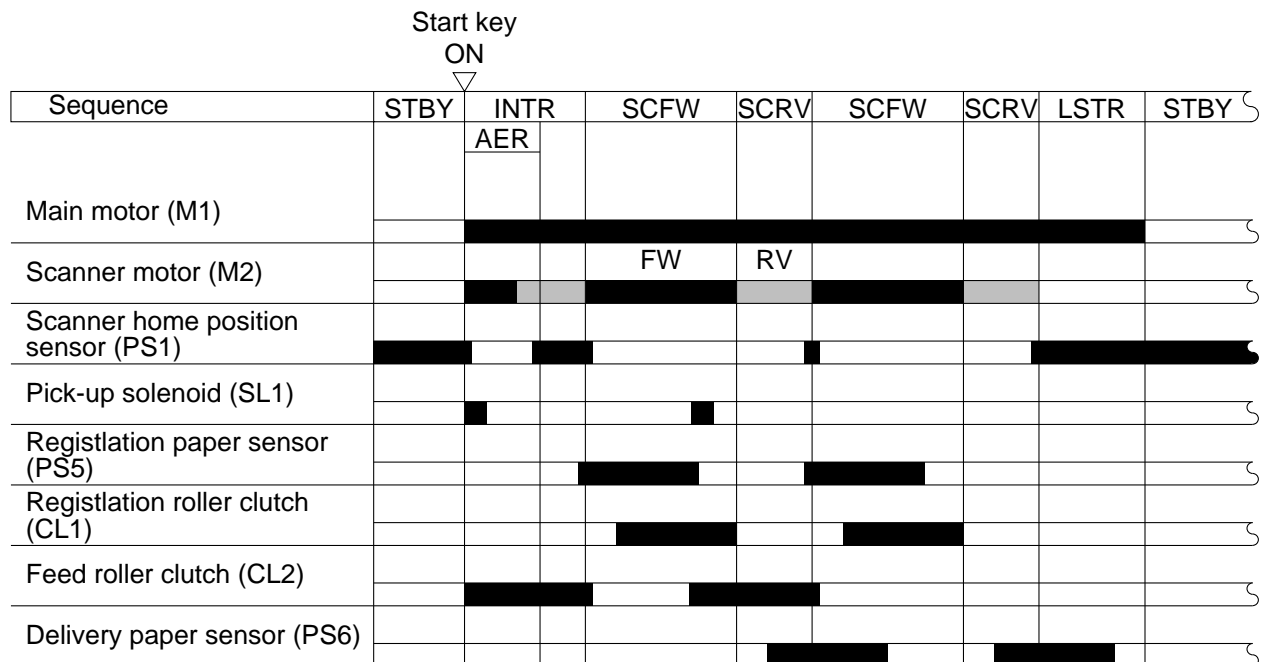 Start key
ON
Sequence STBY INTR SCFW SCRV SCFW SCRV LSTR STBY
AER
Main motor (M1)
FW RV
Scanner motor (M2)
Scanner home position
sensor (PS1)
Pick-up solenoid (SL1)
Registlation paper sensor
(PS5)
Registlation roller clutch
(CL1)
Feed roller clutch (CL2)
Delivery paper sensor (PS6)